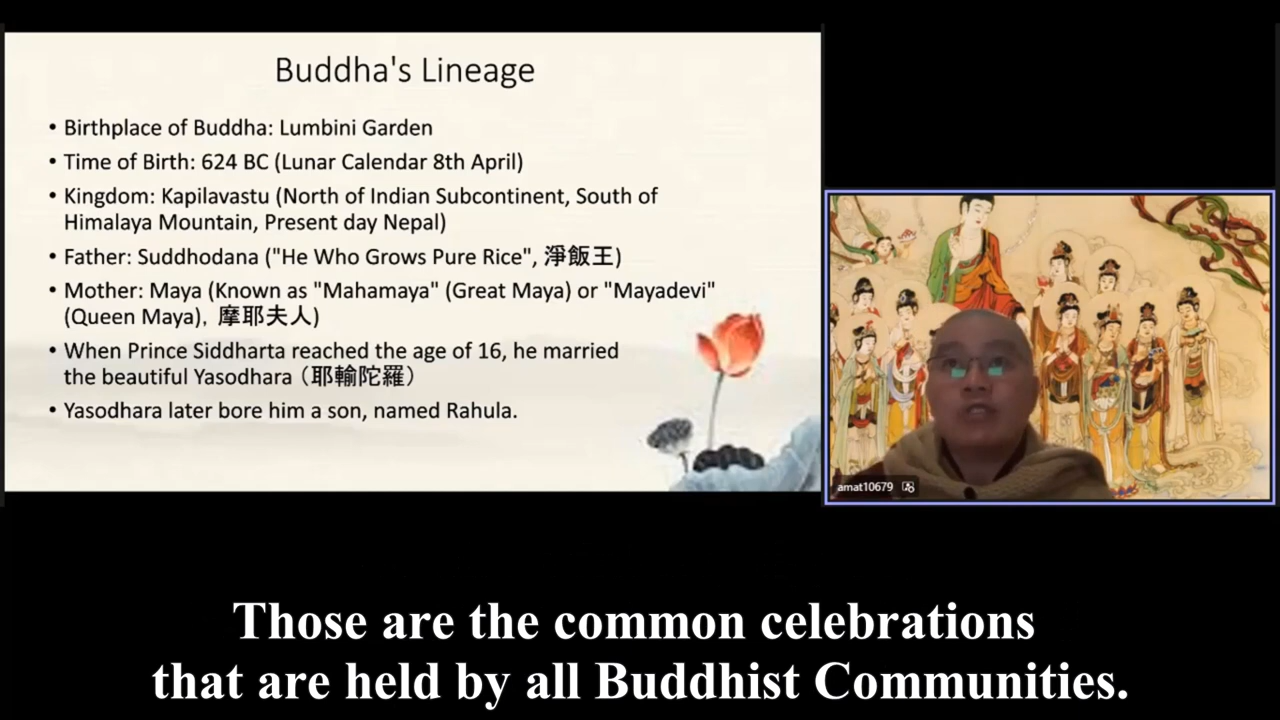 Buddha's Lineage
• Birthplace of Buddha: Lumbini Garden
• Time of Birth: 624 BC (Lunar Calendar 8th April)
• Kingdom: Kapilavastu (North of Indian Subcontinent, South of
Himalaya Mountain, Present day Nepal)
• Father: Suddhodana ("He Who Grows Pure Rice", 淨飯王)
• Mother: Maya (Known as "Mahamaya" (Great Maya) or "Mayadevi"
(Queen Maya), 摩耶夫人)
• When Prince Siddharta reached the age of 16, he married
the beautiful Yasodhara（耶輸陀羅）
• Yasodhara later bore him a son, named Rahula.
amat10679
Those are the common celebrations
that are held by all Buddhist Communities.